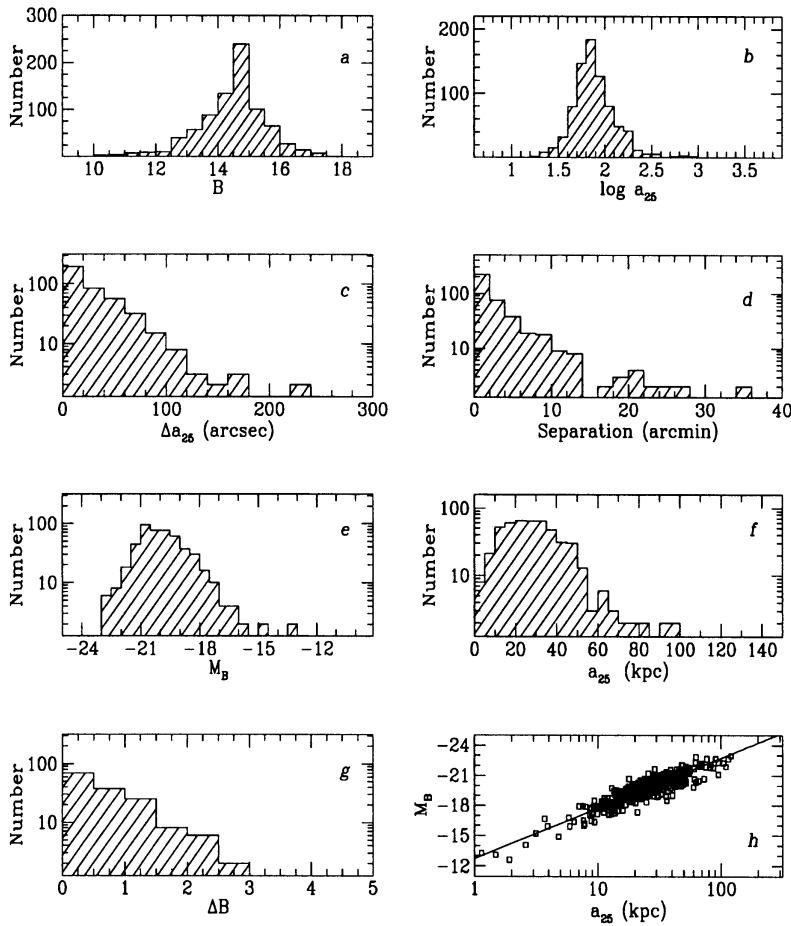 300
200
100
Number
a
10 12 14 16 18
B
200
100
Number
b
1 1.5 2 2.5 3 3.5
log a₂₅
100
10
Number
c
0 100 200 300
Δa₂₅ (arcsec)
100
10
Number
d
0 10 20 30 40
Separation (arcmin)
100
10
Number
e
-24 -21 -18 -15 -12
M_B
100
10
Number
f
0 20 40 60 80 100 120 140
a₂₅ (kpc)
100
10
Number
g
0 1 2 3 4 5
ΔB
-24
-21
-18
-15
-12
M_B
h
1 10 100
a₂₅ (kpc)